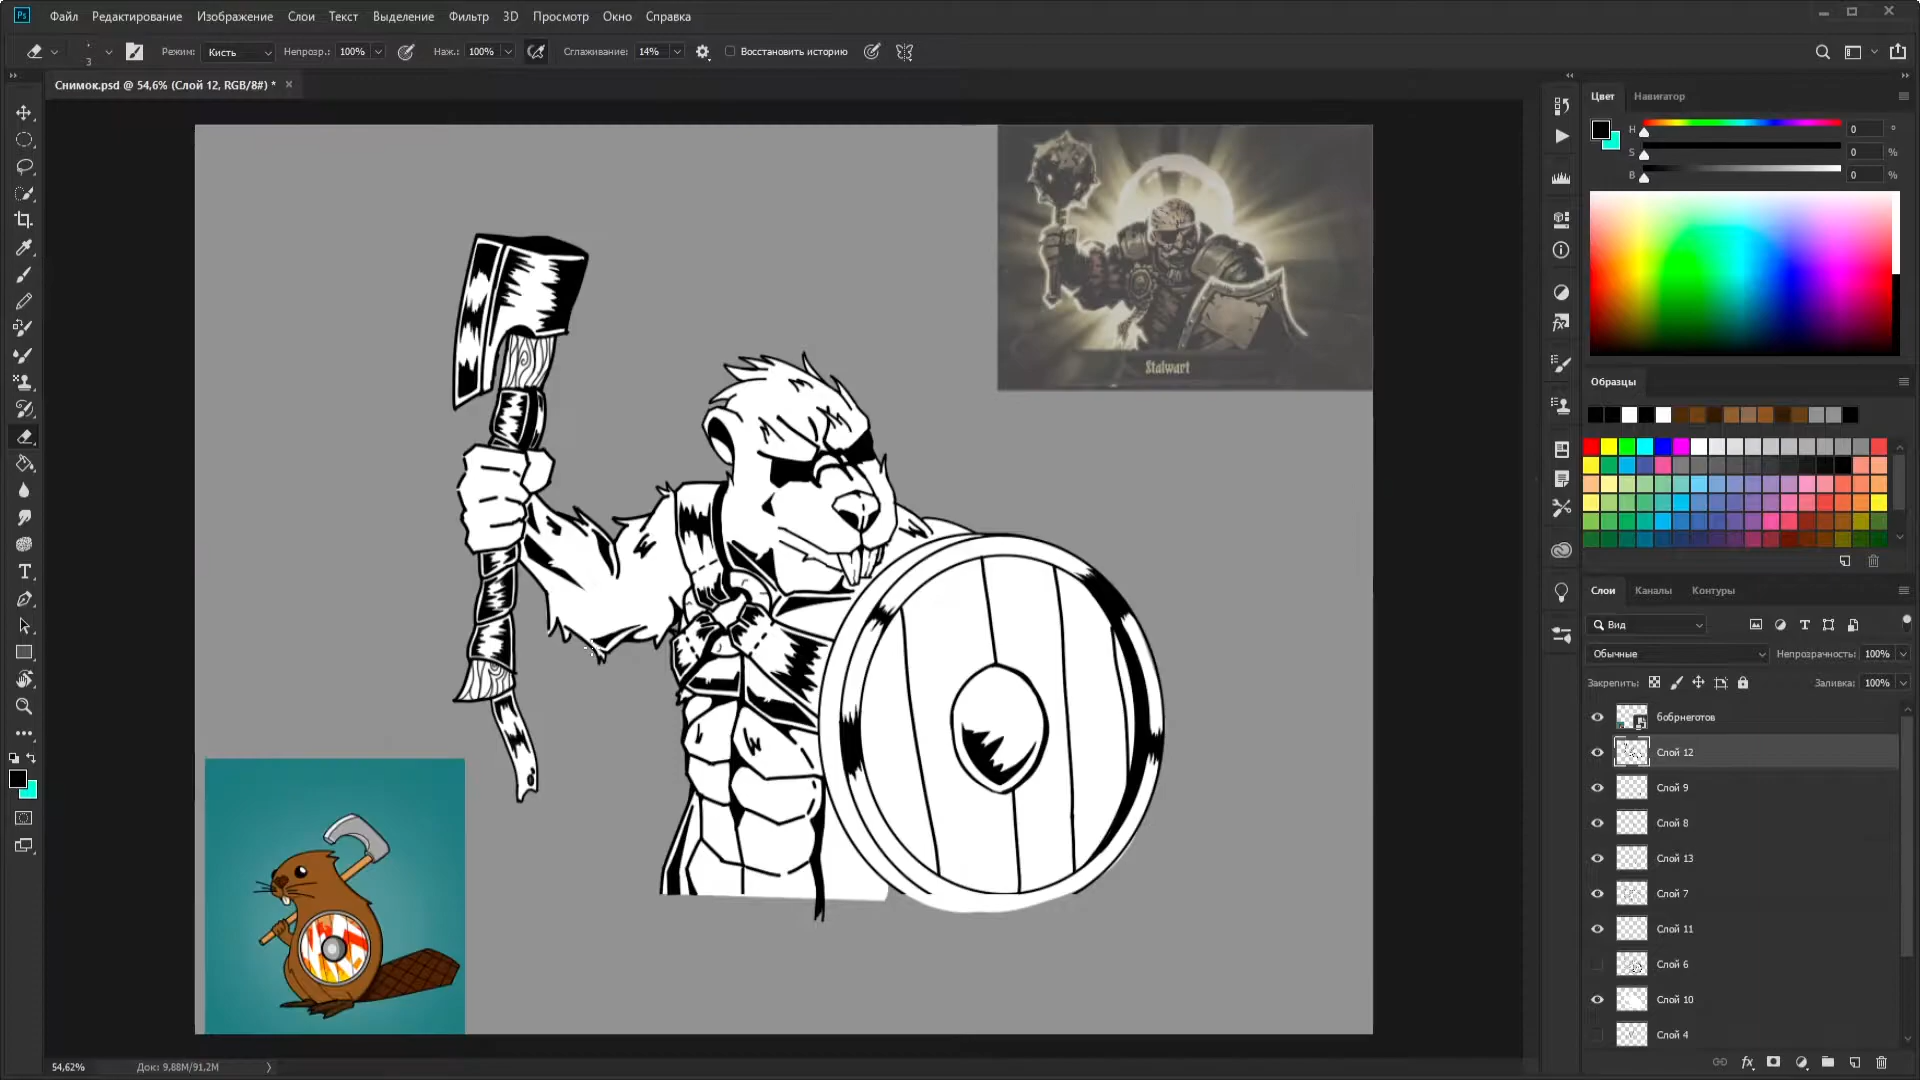 Ps Файл Редактирование Изображение Слои Текст Выделение Фильтр 3D Просмотр Окно Справка
3 Режим: Кисть Непрозр.: 100% Наж.: 100% Сглаживание: 14% Восстановить историю
Снимок.psd @ 54,6% (Слой 12, RGB/8#) * ×
Цвет Навигатор
H 0 °
S 0 %
B 0 %
Stalwart
Образцы
Слои Каналы Контуры
Вид
Обычные Непрозрачность: 100%
Закрепить: Заливка: 100%
бобрнеготов
Слой 12
Слой 9
Слой 8
Слой 13
Слой 7
Слой 11
Слой 6
Слой 10
Слой 4
54,62% Док: 9,88M/91,2M
fx